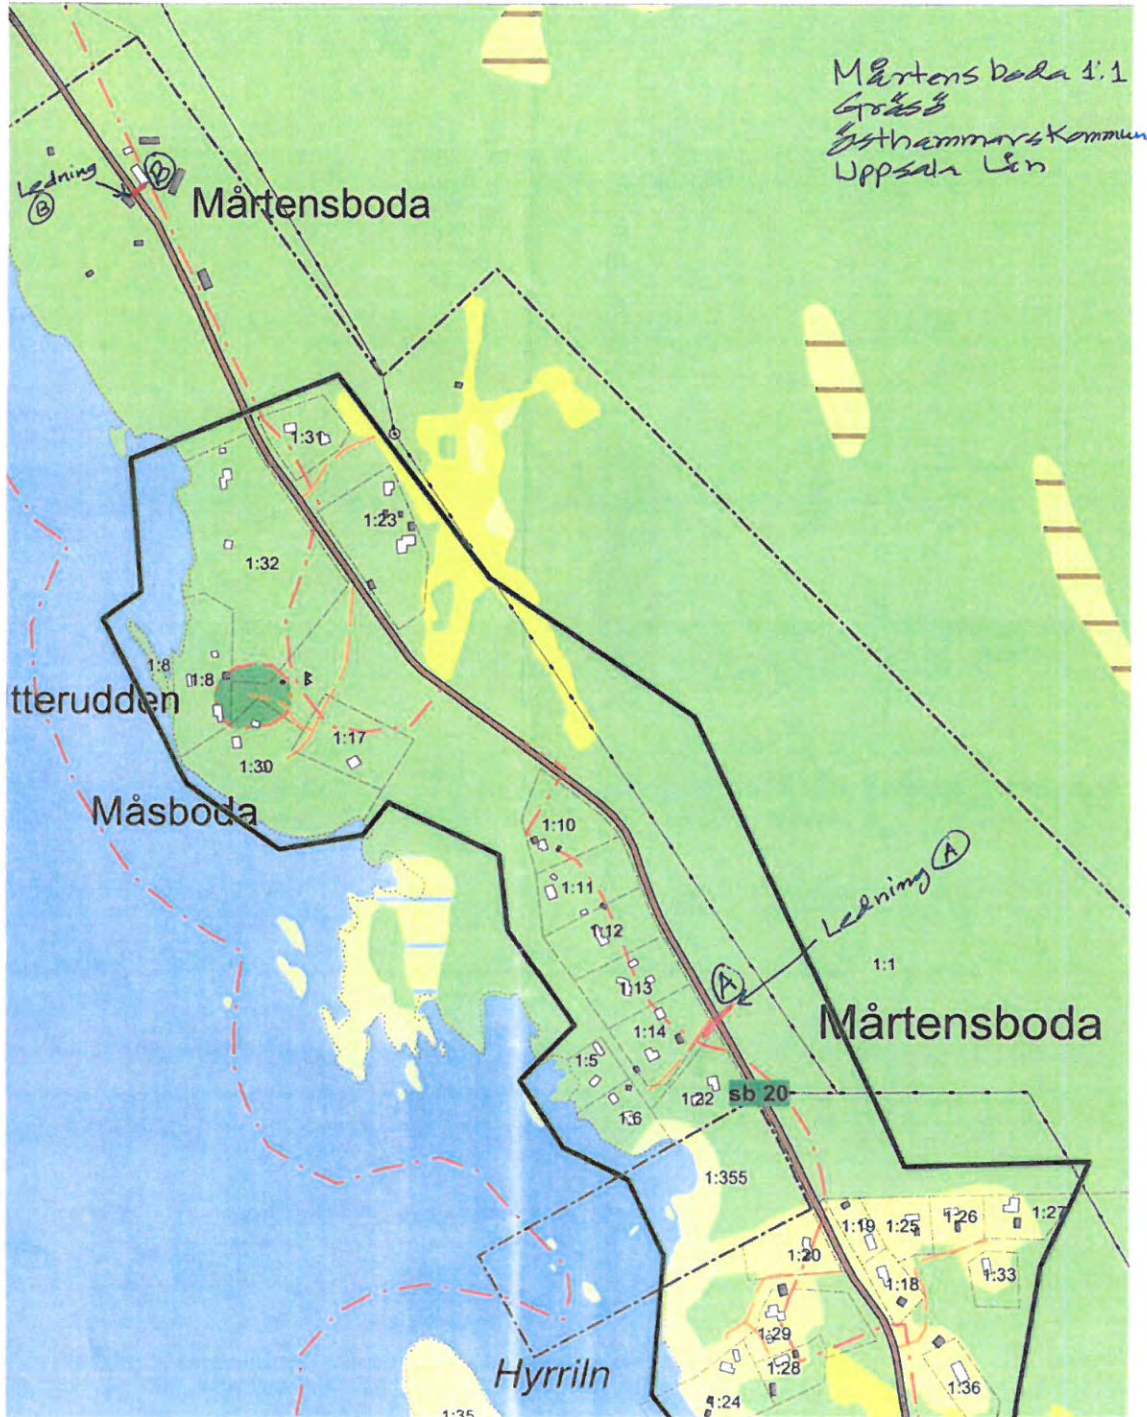 Mårtens boda 1:1
Gräsö
Östhammars Kommun
Uppsala Län
Ledning
B
B
Mårtensboda
1:31
1:23
1:32
1:8
1:8
tterudden
1:17
1:30
Måsboda
1:10
1:11
Ledning A
1:12
1:1
1:13
A
Mårtensboda
1:14
1:5
1:22
sb 20
1:6
1:355
1:19
1:25
1:26
1:27
1:20
1:18
1:33
1:29
1:28
Hyrriln
1:24
1:36
1:35